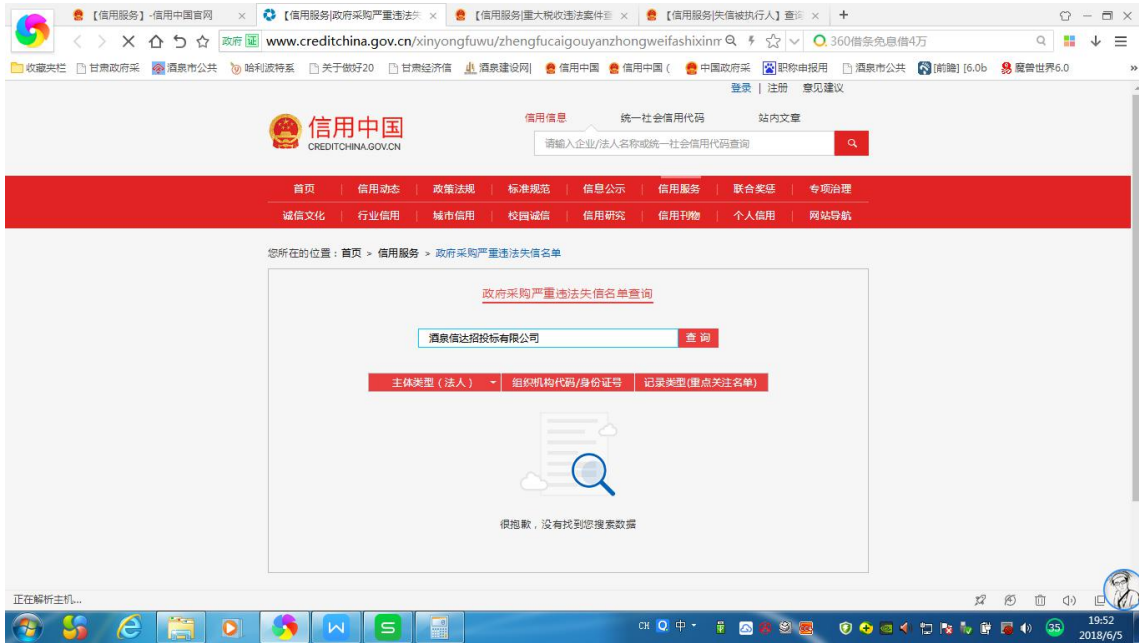 【信用服务】-信用中国官网
【信用服务|政府采购严重违法失
【信用服务|重大税收违法案件查
【信用服务|失信被执行人】查询
政府 证 www.creditchina.gov.cn/xinyongfuwu/zhengfucaigouyanzhongweifashixinm
360借条免息借4万
收藏夹栏 甘肃政府采 酒泉市公共 哈利波特系 关于做好20 甘肃经济信 酒泉建设网| 信用中国 信用中国( 中国政府采 职称申报用 酒泉市公共 [前瞻] [6.0b 魔兽世界6.0 »
登录 | 注册 意见建议
信用信息 统一社会信用代码 站内文章
信用中国
CREDITCHINA.GOV.CN
请输入企业/法人名称或统一社会信用代码查询
首页 | 信用动态 | 政策法规 | 标准规范 | 信息公示 | 信用服务 | 联合奖惩 | 专项治理
诚信文化 | 行业信用 | 城市信用 | 校园诚信 | 信用研究 | 信用刊物 | 个人信用 | 网站导航
您所在的位置：首页 > 信用服务 > 政府采购严重违法失信名单
政府采购严重违法失信名单查询
酒泉信达招投标有限公司 查 询
主体类型（法人） 组织机构代码/身份证号 记录类型(重点关注名单)
很抱歉，没有找到您搜索数据
正在解析主机...
CH 中 35 19:52
2018/6/5